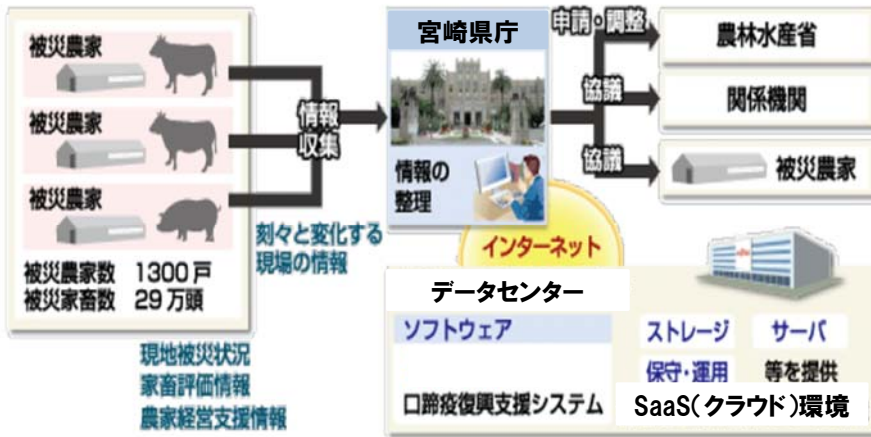 被災農家
被災農家
被災農家
被災農家数 1300戸
被災家畜数 29万頭
現地被災状況
家畜評価情報
農家経営支援情報
情報
収集
刻々と変化する
現場の情報
宮崎県庁
情報の
整理
申請・調整
農林水産省
協議
関係機関
協議
被災農家
インターネット
データセンター
ソフトウェア
口蹄疫復興支援システム
ストレージ サーバ
保守・運用 等を提供
SaaS(クラウド)環境